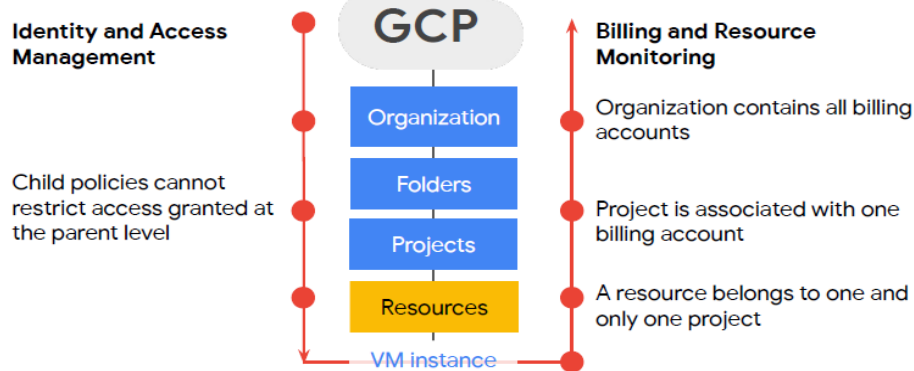 Identity and Access
Management
Child policies cannot
restrict access granted at
the parent level
GCP
Organization
Folders
Projects
Resources
VM instance
Billing and Resource
Monitoring
Organization contains all billing
accounts
Project is associated with one
billing account
A resource belongs to one and
only one project